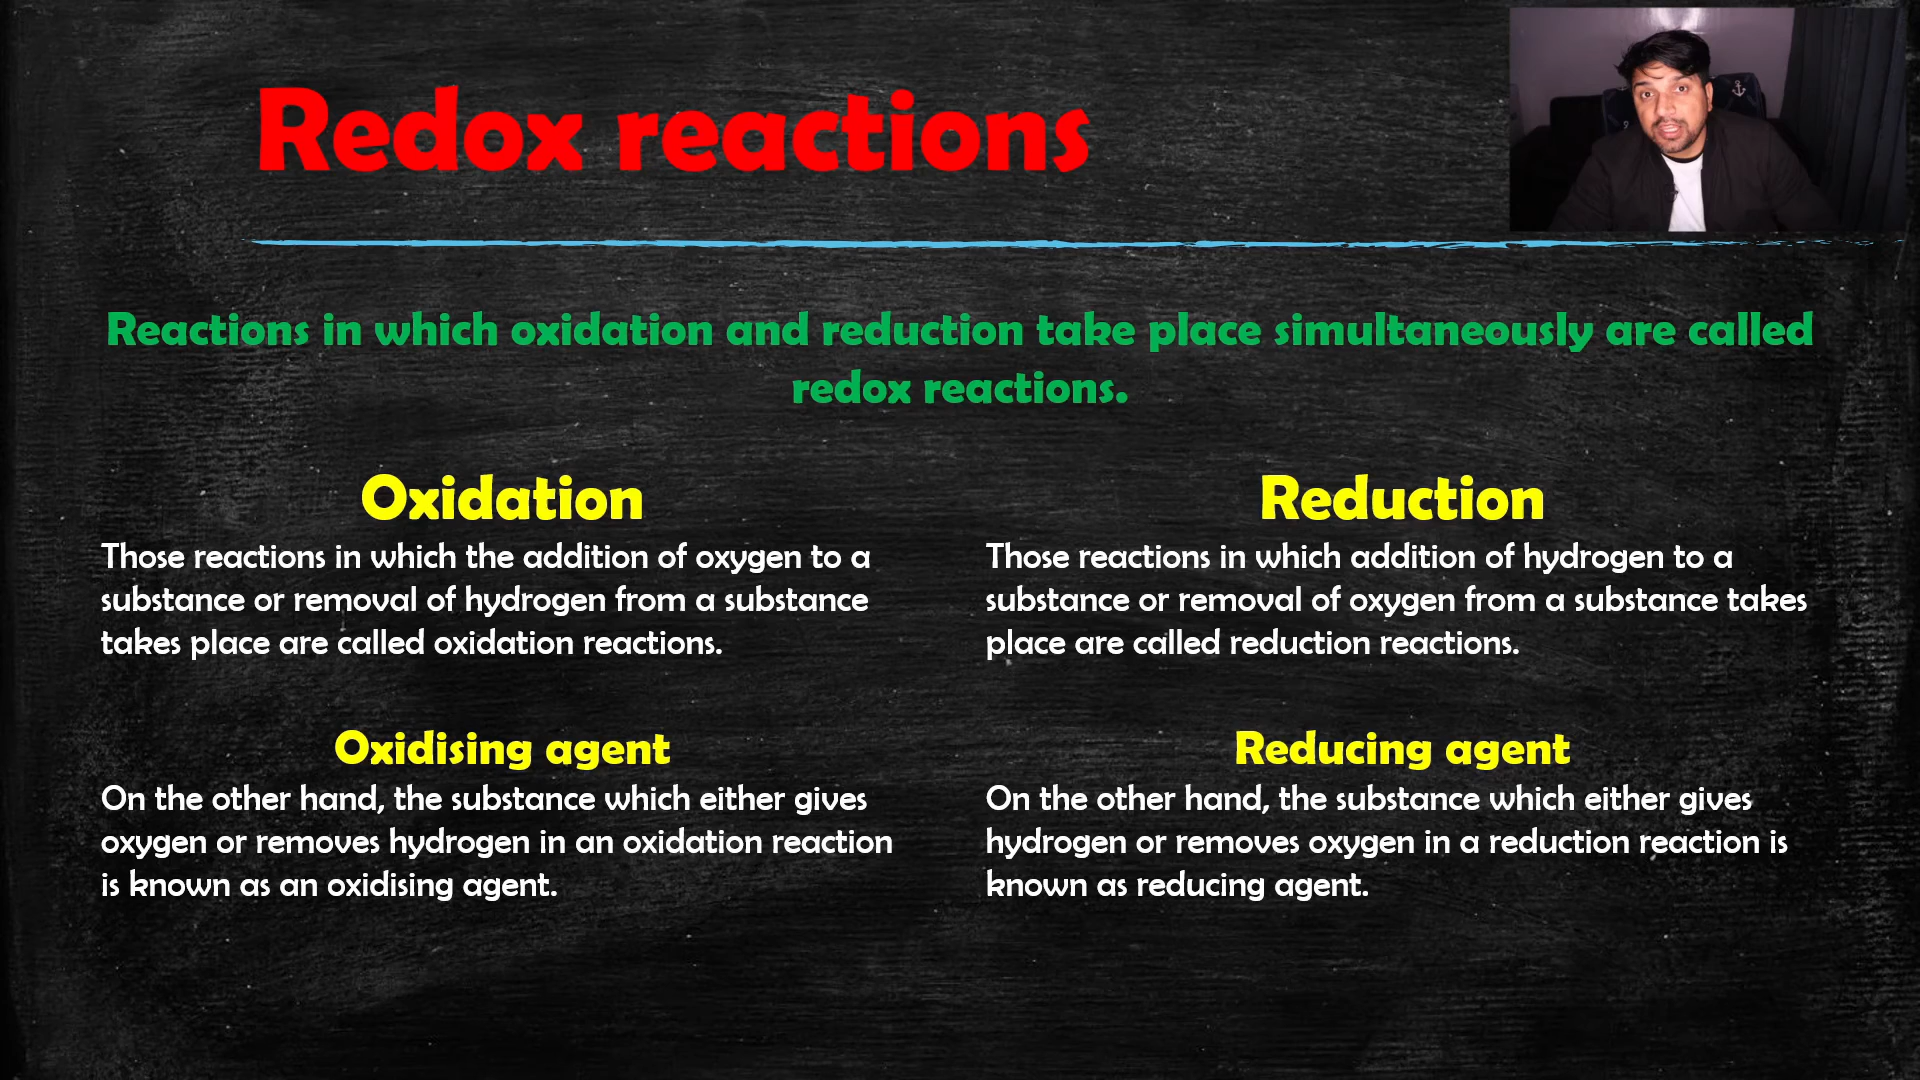 Redox reactions
Reactions in which oxidation and reduction take place simultaneously are called
redox reactions.
Oxidation
Those reactions in which the addition of oxygen to a
substance or removal of hydrogen from a substance
takes place are called oxidation reactions.
Oxidising agent
On the other hand, the substance which either gives
oxygen or removes hydrogen in an oxidation reaction
is known as an oxidising agent.
Reduction
Those reactions in which addition of hydrogen to a
substance or removal of oxygen from a substance takes
place are called reduction reactions.
Reducing agent
On the other hand, the substance which either gives
hydrogen or removes oxygen in a reduction reaction is
known as reducing agent.